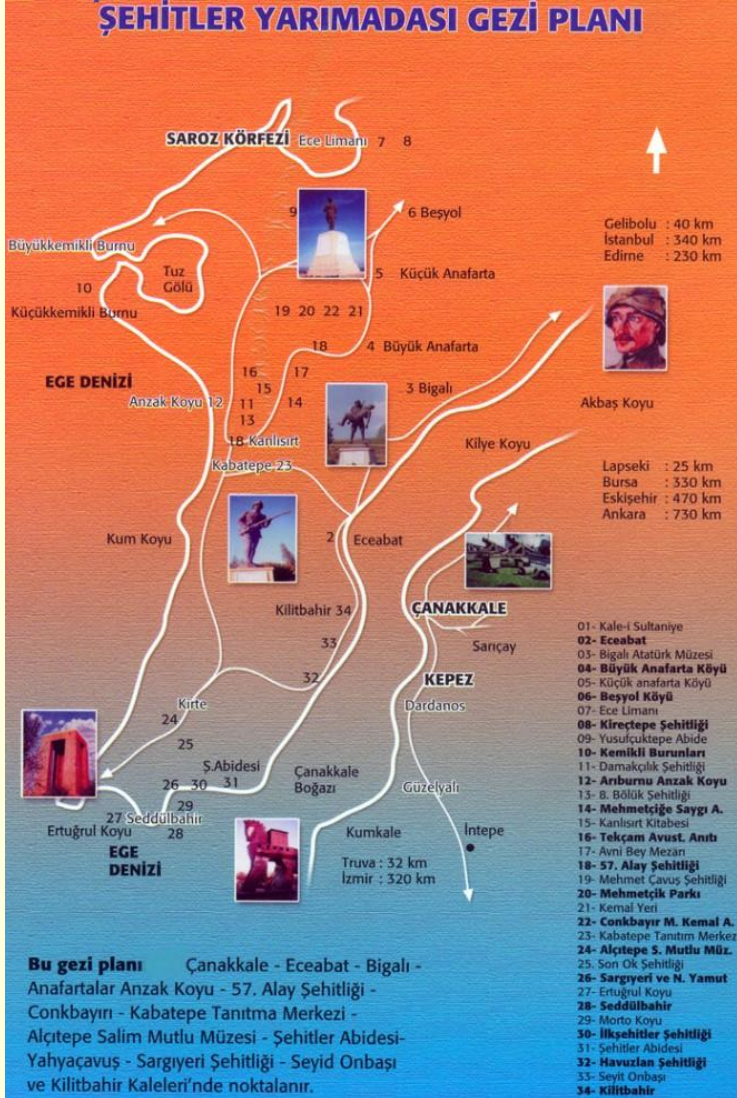 ŞEHİTLER YARIMADASI GEZİ PLANI
SAROZ KÖRFEZİ
Ece Limanı
7 8
9
6 Beşyol
Büyükkemikli Burnu
Gelibolu : 40 km
İstanbul : 340 km
Edirne : 230 km
Tuz
Gölü
5 Küçük Anafarta
10
Küçükkemikli Burnu
19 20 22 21
18
4 Büyük Anafarta
EGE DENİZİ
16
17
15
3 Bigalı
Anzak Koyu 12
11
14
Akbaş Koyu
13
18 Kanlısırt
Kilye Koyu
Kabatepe 23
Lapseki : 25 km
Bursa : 330 km
Eskişehir : 470 km
Ankara : 730 km
Kum Koyu
2 Eceabat
Kilitbahir 34
ÇANAKKALE
33
Sarıçay
32
KEPEZ
Kirte
Dardanos
24
25
Ş.Abidesi
Çanakkale
Boğazı
26 30 31
Güzelyalı
29
27 Seddülbahir
28
Ertuğrul Koyu
Kumkale
İntepe
EGE
DENİZİ
Truva : 32 km
İzmir : 320 km
01- Kale-i Sultaniye
02- Eceabat
03- Bigalı Atatürk Müzesi
04- Büyük Anafarta Köyü
05- Küçük anafarta Köyü
06- Beşyol Köyü
07- Ece Limanı
08- Kireçtepe Şehitliği
09- Yusufçuktepe Abide
10- Kemikli Burunları
11- Damakçılık Şehitliği
12- Arıburnu Anzak Koyu
13- 8. Bölük Şehitliği
14- Mehmetçiğe Saygı A.
15- Kanlısırt Kitabesi
16- Tekçam Avust. Anıtı
17- Avni Bey Mezarı
18- 57. Alay Şehitliği
19- Mehmet Çavuş Şehitliği
20- Mehmetçik Parkı
21- Kemal Yeri
22- Conkbayır M. Kemal A.
23- Kabatepe Tanıtım Merkez
24- Alçıtepe S. Mutlu Müz.
25. Son Ok Şehitliği
26- Sargıyeri ve N. Yamut
27- Ertuğrul Koyu
28- Seddülbahir
29- Morto Koyu
30- İlkşehitler Şehitliği
31- Şehitler Abidesi
32- Havuzlan Şehitliği
33- Seyit Onbaşı
34- Kilitbahir
Bu gezi planı Çanakkale - Eceabat - Bigalı -
Anafartalar Anzak Koyu - 57. Alay Şehitliği -
Conkbayırı - Kabatepe Tanıtma Merkezi -
Alçıtepe Salim Mutlu Müzesi - Şehitler Abidesi-
Yahyaçavuş - Sargıyeri Şehitliği - Seyid Onbaşı
ve Kilitbahir Kaleleri'nde noktalanır.